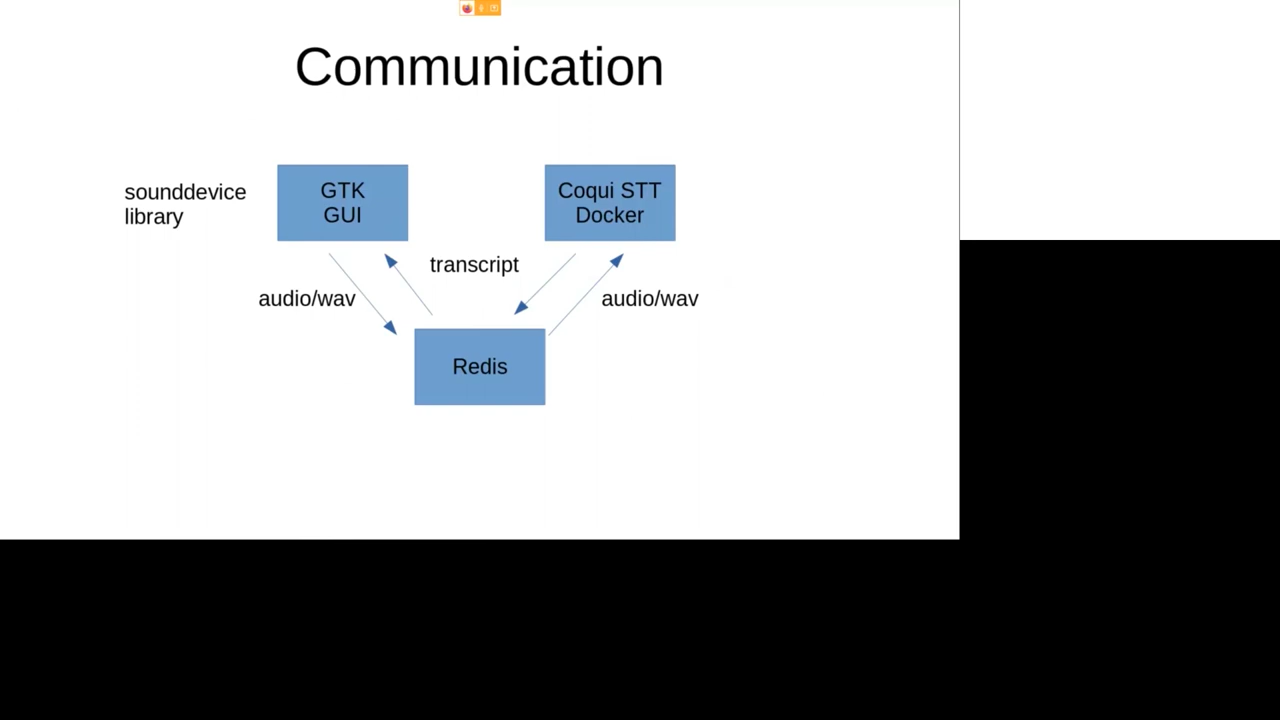 Communication
sounddevice
library
GTK
GUI
Coqui STT
Docker
transcript
audio/wav
audio/wav
Redis